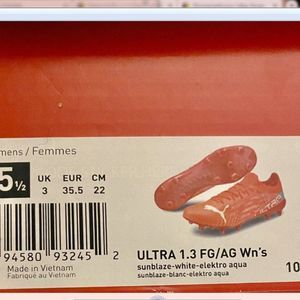 mens / Femmes
5½
UK EUR CM
3 35.5 22
ULTRA 1.3 FG/AG Wn's
sunblaze-white-elektro aqua
sunblaze-blanc-elektro aqua
94580 93245 2
Made in Vietnam
Fabriqué au Vietnam
10